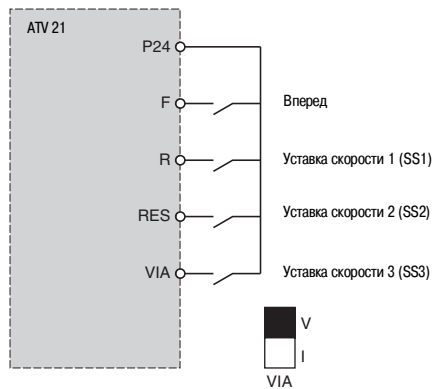 ATV 21
P24
F Вперед
R Уставка скорости 1 (SS1)
RES Уставка скорости 2 (SS2)
VIA Уставка скорости 3 (SS3)
V
I
VIA